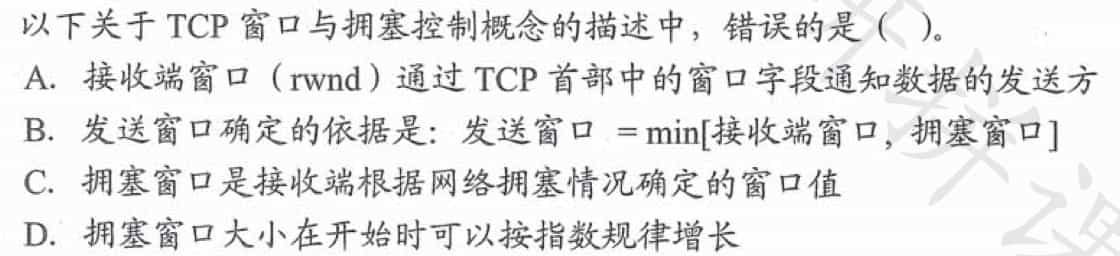 以下关于 TCP 窗口与拥塞控制概念的描述中，错误的是（ ）。
A. 接收端窗口（rwnd）通过 TCP 首部中的窗口字段通知数据的发送方
B. 发送窗口确定的依据是：发送窗口 = min[接收端窗口，拥塞窗口]
C. 拥塞窗口是接收端根据网络拥塞情况确定的窗口值
D. 拥塞窗口大小在开始时可以按指数规律增长